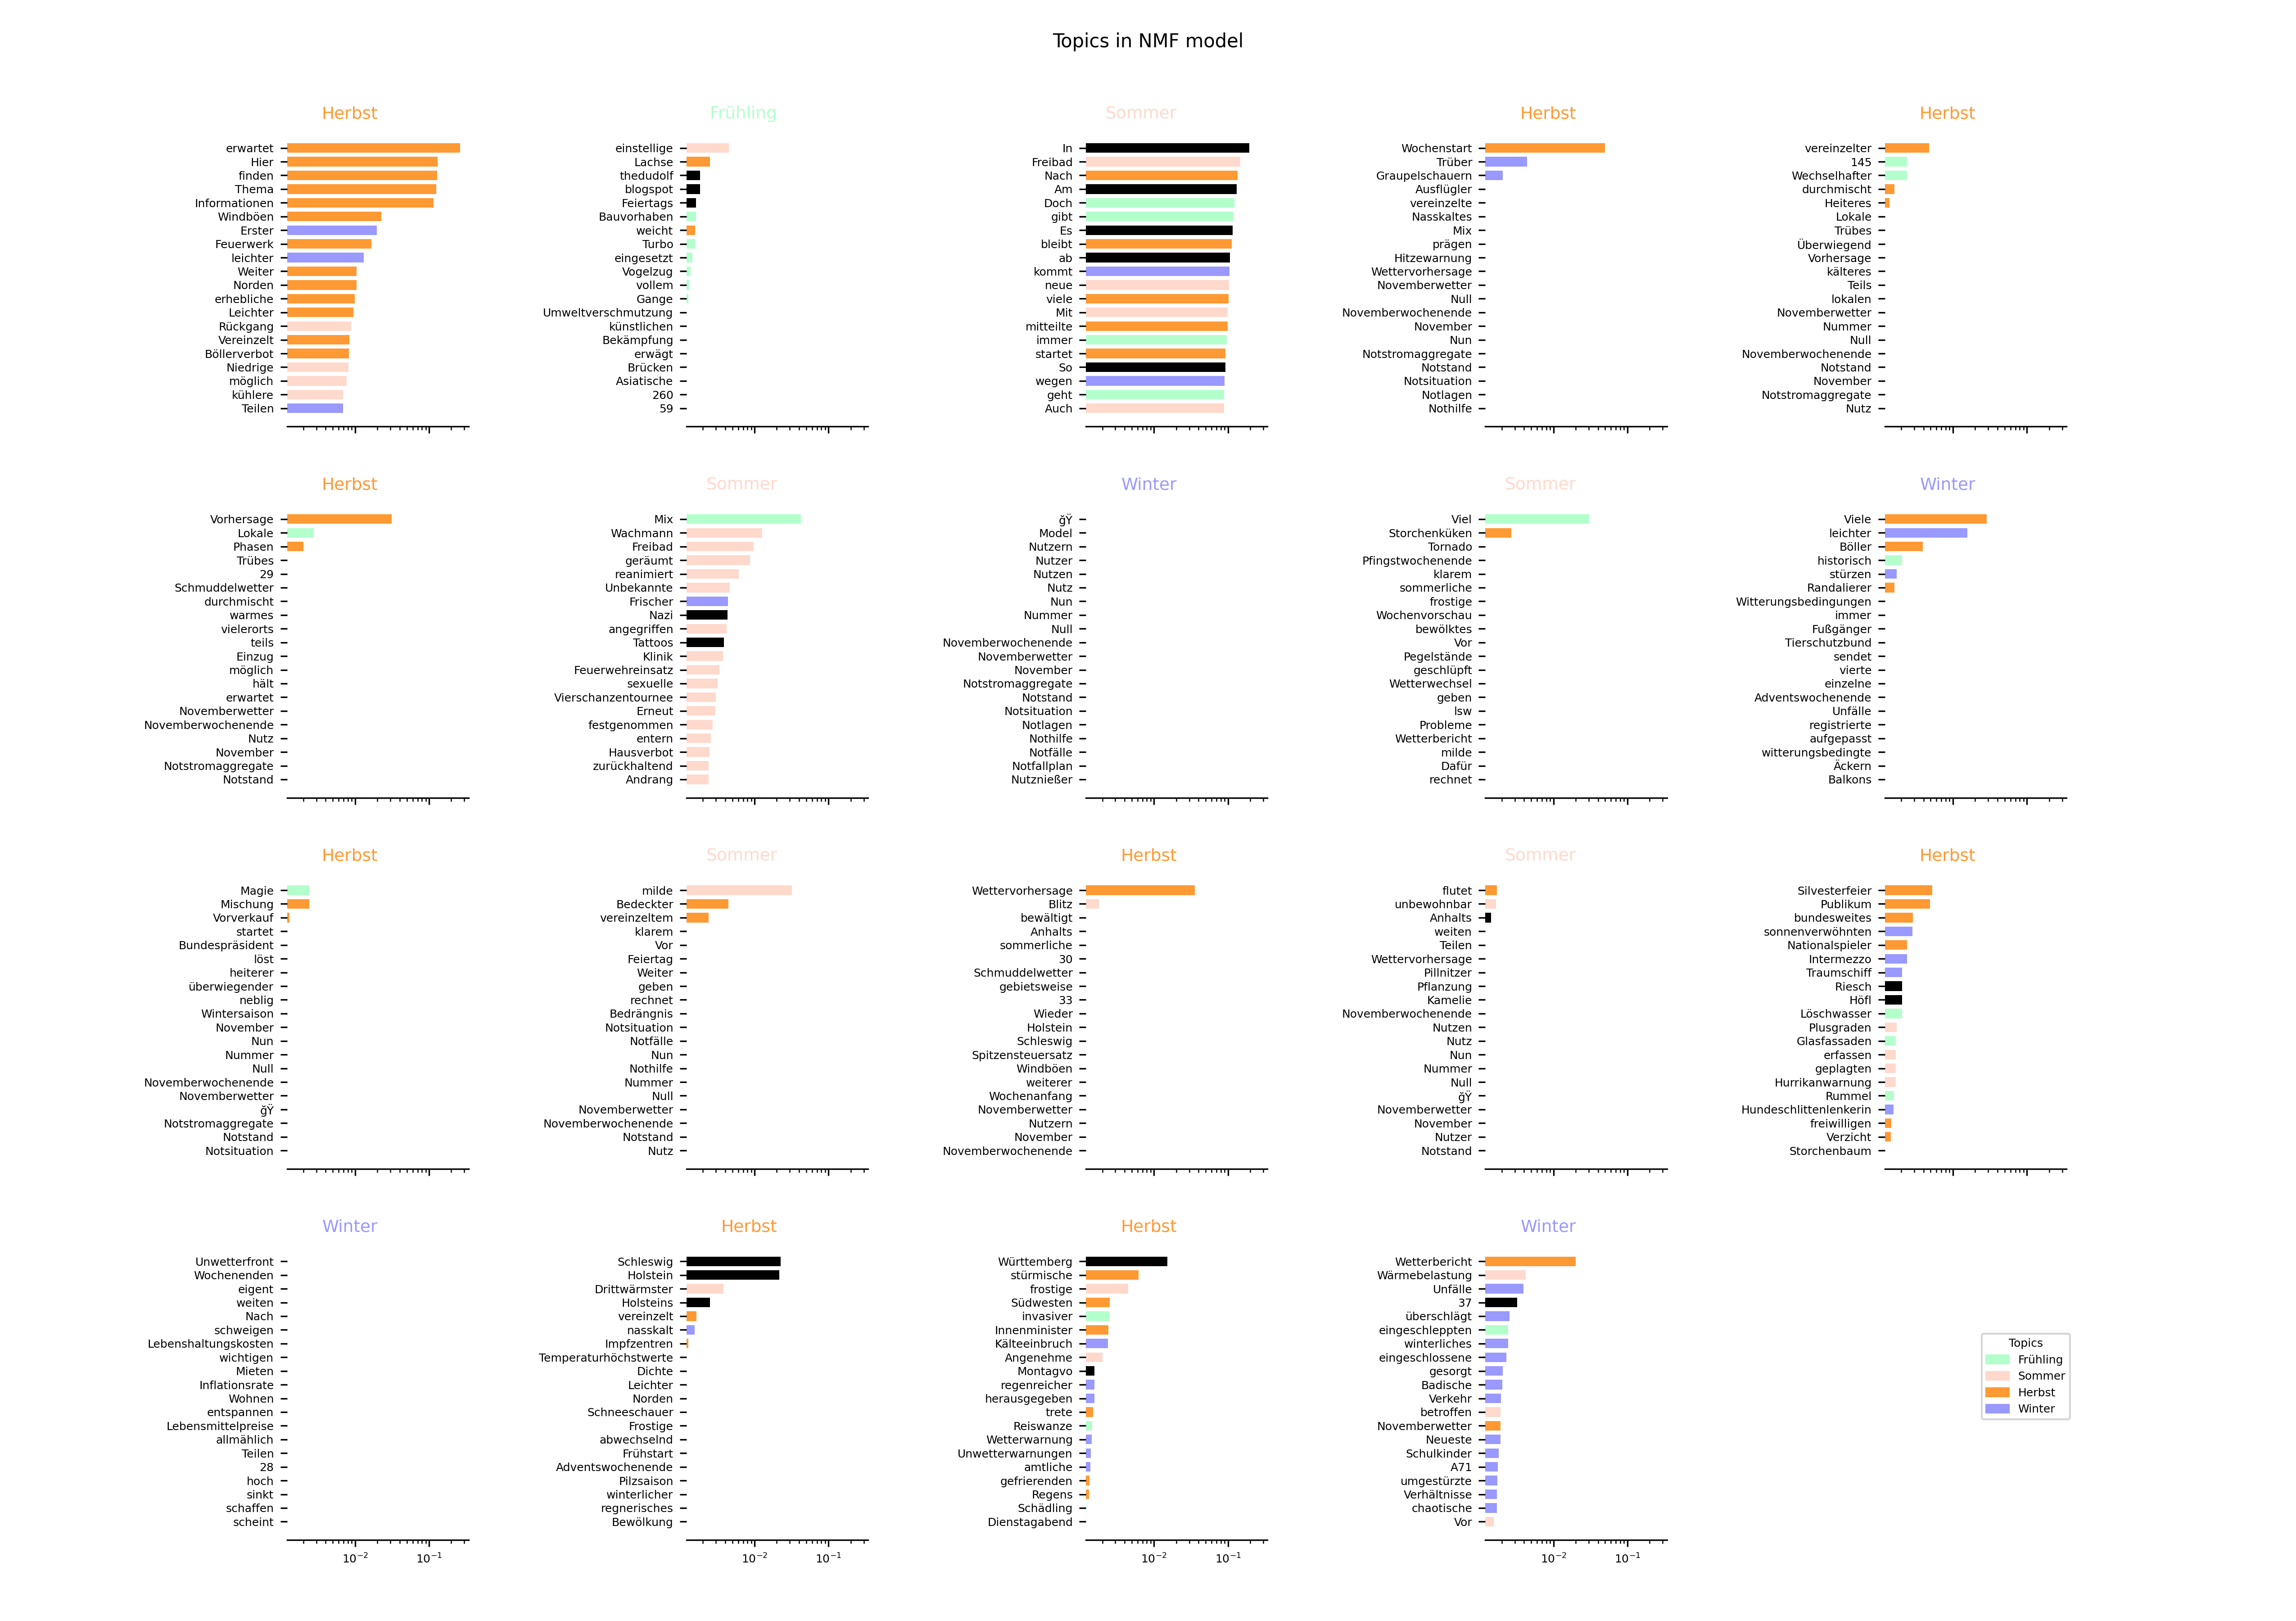 Topics in NMF model
Herbst
erwartet
Hier
finden
Thema
Informationen
Windböen
Erster
Feuerwerk
leichter
Weiter
Norden
erhebliche
Leichter
Rückgang
Vereinzelt
Böllerverbot
Niedrige
möglich
kühlere
Teilen
Frühling
einstellige
Lachse
thedudolf
blogspot
Feiertags
Bauvorhaben
weicht
Turbo
eingesetzt
Vogelzug
vollem
Gange
Umweltverschmutzung
künstlichen
Bekämpfung
erwägt
Brücken
Asiatische
260
59
Sommer
In
Freibad
Nach
Am
Doch
gibt
Es
bleibt
ab
kommt
neue
viele
Mit
mitteilte
immer
startet
So
wegen
geht
Auch
Herbst
Wochenstart
Trüber
Graupelschauern
Ausflügler
vereinzelte
Nasskaltes
Mix
prägen
Hitzewarnung
Wettervorhersage
Novemberwetter
Null
Novemberwochenende
November
Nun
Notstromaggregate
Notstand
Notsituation
Notlagen
Nothilfe
Herbst
vereinzelter
145
Wechselhafter
durchmischt
Heiteres
Lokale
Trübes
Überwiegend
Vorhersage
kälteres
Teils
lokalen
Novemberwetter
Nummer
Null
Novemberwochenende
Notstand
November
Notstromaggregate
Nutz
Herbst
Vorhersage
Lokale
Phasen
Trübes
29
Schmuddelwetter
durchmischt
warmes
vielerorts
teils
Einzug
möglich
hält
erwartet
Novemberwetter
Novemberwochenende
Nutz
November
Notstromaggregate
Notstand
Sommer
Mix
Wachmann
Freibad
geräumt
reanimiert
Unbekannte
Frischer
Nazi
angegriffen
Tattoos
Klinik
Feuerwehreinsatz
sexuelle
Vierschanzentournee
Erneut
festgenommen
entern
Hausverbot
zurückhaltend
Andrang
Winter
ğŸ
Model
Nutzern
Nutzer
Nutzen
Nutz
Nun
Nummer
Null
Novemberwochenende
Novemberwetter
November
Notstromaggregate
Notstand
Notsituation
Notlagen
Nothilfe
Notfälle
Notfallplan
Nutznießer
Sommer
Viel
Storchenküken
Tornado
Pfingstwochenende
klarem
sommerliche
frostige
Wochenvorschau
bewölktes
Vor
Pegelstände
geschlüpft
Wetterwechsel
geben
lsw
Probleme
Wetterbericht
milde
Dafür
rechnet
Winter
Viele
leichter
Böller
historisch
stürzen
Randalierer
Witterungsbedingungen
immer
Fußgänger
Tierschutzbund
sendet
vierte
einzelne
Adventswochenende
Unfälle
registrierte
aufgepasst
witterungsbedingte
Äckern
Balkons
Herbst
Magie
Mischung
Vorverkauf
startet
Bundespräsident
löst
heiterer
überwiegender
neblig
Wintersaison
November
Nun
Nummer
Null
Novemberwochenende
Novemberwetter
ğŸ
Notstromaggregate
Notstand
Notsituation
Sommer
milde
Bedeckter
vereinzeltem
klarem
Vor
Feiertag
Weiter
geben
rechnet
Bedrängnis
Notsituation
Notfälle
Nun
Nothilfe
Nummer
Null
Novemberwetter
Novemberwochenende
Notstand
Nutz
Herbst
Wettervorhersage
Blitz
bewältigt
Anhalts
sommerliche
30
Schmuddelwetter
gebietsweise
33
Wieder
Holstein
Schleswig
Spitzensteuersatz
Windböen
weiterer
Wochenanfang
Novemberwetter
Nutzern
November
Novemberwochenende
Sommer
flutet
unbewohnbar
Anhalts
weiten
Teilen
Wettervorhersage
Pillnitzer
Pflanzung
Kamelie
Novemberwochenende
Nutzen
Nutz
Nun
Nummer
Null
ğŸ
Novemberwetter
November
Nutzer
Notstand
Herbst
Silvesterfeier
Publikum
bundesweites
sonnenverwöhnten
Nationalspieler
Intermezzo
Traumschiff
Riesch
Höfl
Löschwasser
Plusgraden
Glasfassaden
erfassen
geplagten
Hurrikanwarnung
Rummel
Hundeschlittenlenkerin
freiwilligen
Verzicht
Storchenbaum
Winter
Unwetterfront
Wochenenden
eigent
weiten
Nach
schweigen
Lebenshaltungskosten
wichtigen
Mieten
Inflationsrate
Wohnen
entspannen
Lebensmittelpreise
allmählich
Teilen
28
hoch
sinkt
schaffen
scheint
10⁻² 10⁻¹
Herbst
Schleswig
Holstein
Drittwärmster
Holsteins
vereinzelt
nasskalt
Impfzentren
Temperaturhöchstwerte
Dichte
Leichter
Norden
Schneeschauer
Frostige
abwechselnd
Frühstart
Adventswochenende
Pilzsaison
winterlicher
regnerisches
Bewölkung
10⁻² 10⁻¹
Herbst
Württemberg
stürmische
frostige
Südwesten
invasiver
Innenminister
Kälteeinbruch
Angenehme
Montagvo
regenreicher
herausgegeben
trete
Reiswanze
Wetterwarnung
Unwetterwarnungen
amtliche
gefrierenden
Regens
Schädling
Dienstagabend
10⁻² 10⁻¹
Winter
Wetterbericht
Wärmebelastung
Unfälle
37
überschlägt
eingeschleppten
winterliches
eingeschlossene
gesorgt
Badische
Verkehr
betroffen
Novemberwetter
Neueste
Schulkinder
A71
umgestürzte
Verhältnisse
chaotische
Vor
10⁻² 10⁻¹
Topics
Frühling
Sommer
Herbst
Winter